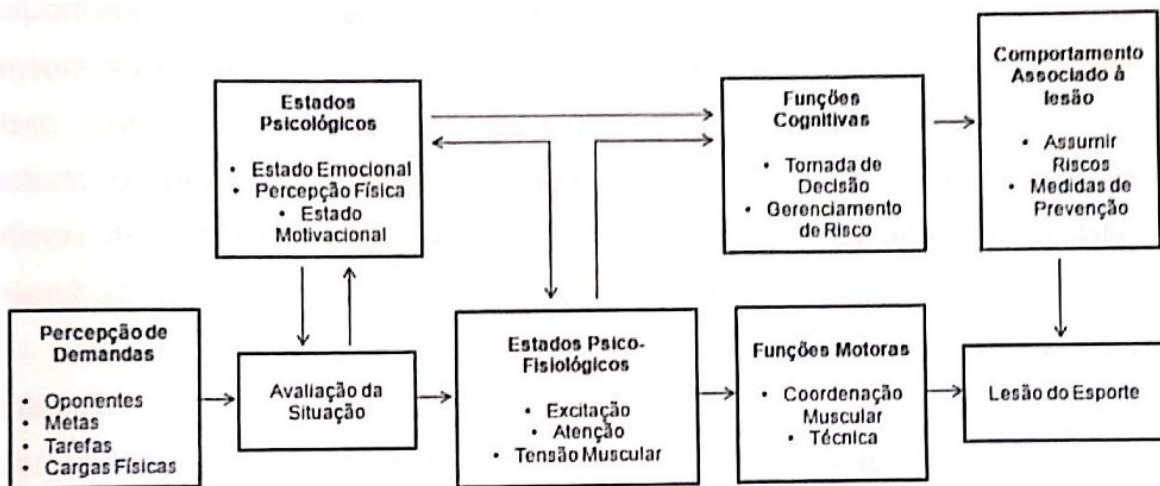 Estados
Psicológicos
• Estado Emocional
• Percepção Física
• Estado
Motivacional
Funções
Cognitivas
• Tomada de
Decisão
• Gerenciamento
de Risco
Comportamento
Associado à
lesão
• Assumir
Riscos
• Medidas de
Prevenção
Percepção de
Demandas
• Oponentes
• Metas
• Tarefas
• Cargas Físicas
Avaliação da
Situação
Estados Psico-
Fisiológicos
• Excitação
• Atenção
• Tensão Muscular
Funções Motoras
• Coordenação
Muscular
• Técnica
Lesão do Esporte